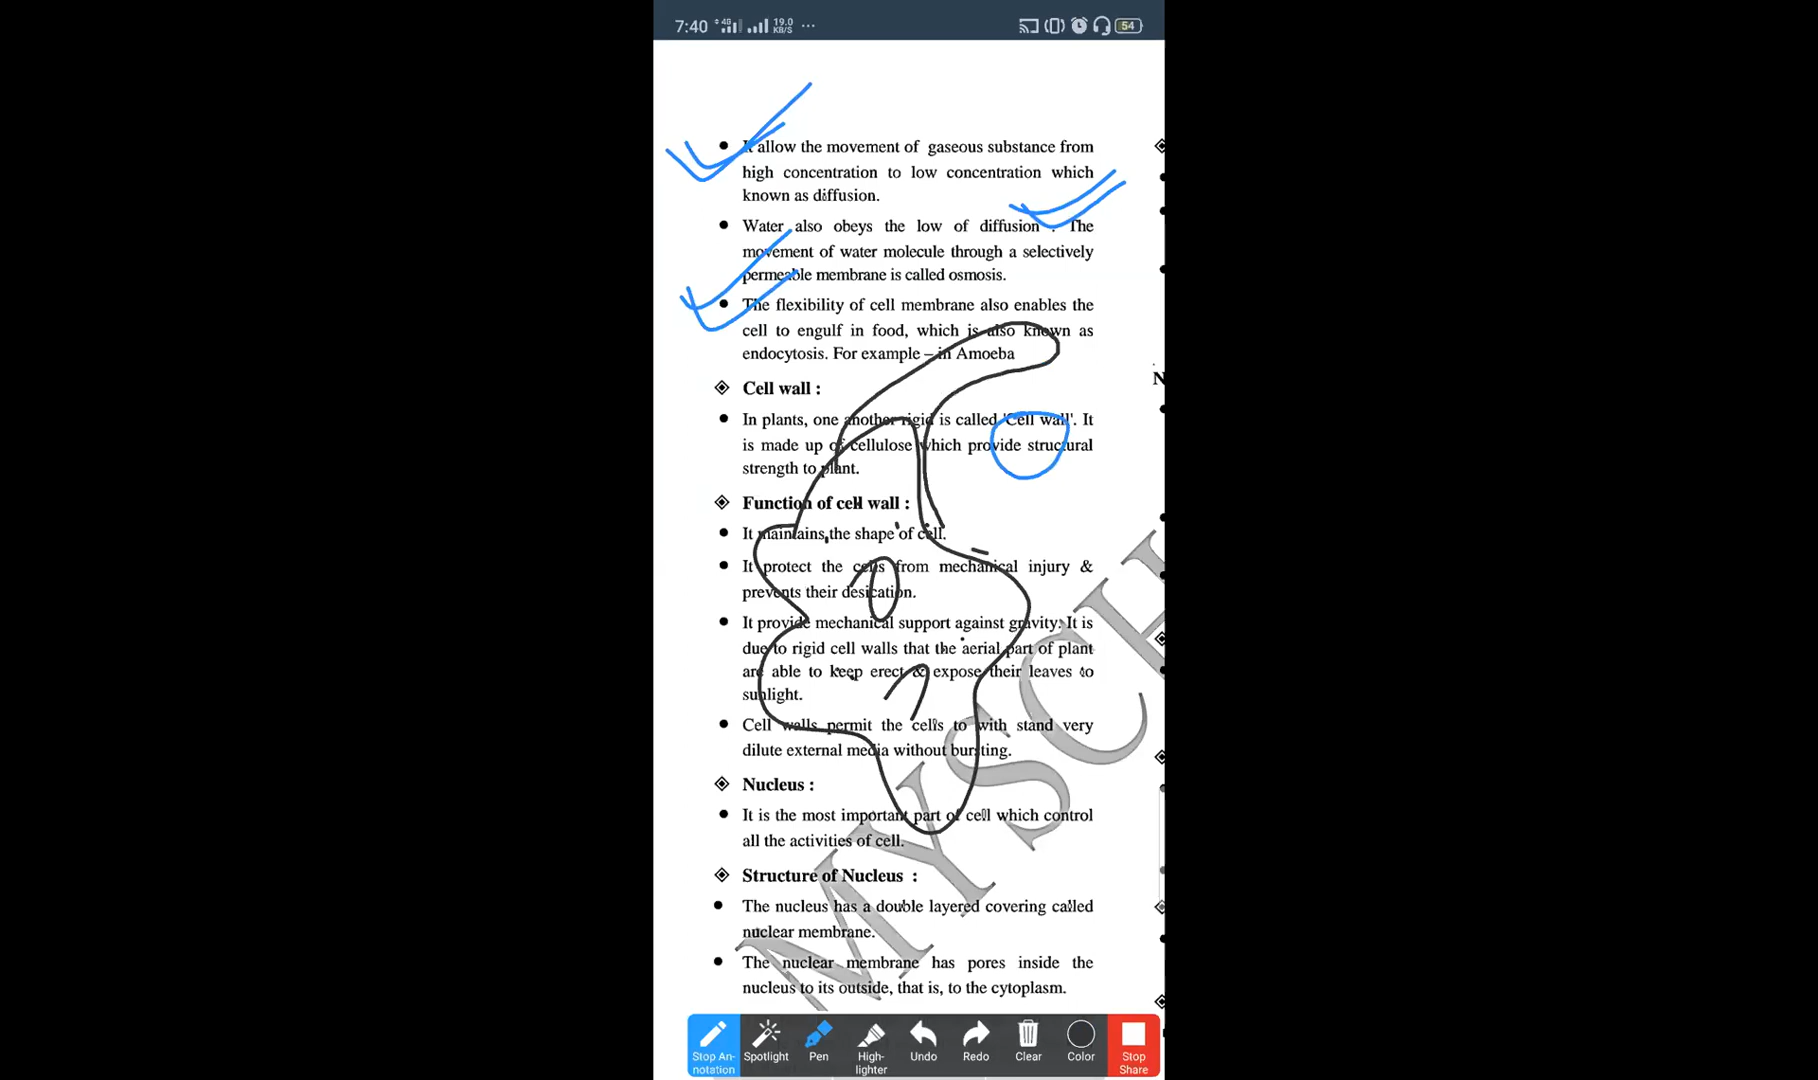 7:40 4G 19.0 KB/S ... 54
It allow the movement of gaseous substance from
high concentration to low concentration which
known as diffusion.
Water also obeys the low of diffusion . The
movement of water molecule through a selectively
permeable membrane is called osmosis.
The flexibility of cell membrane also enables the
cell to engulf in food, which is also known as
endocytosis. For example – in Amoeba
Cell wall :
In plants, one another rigid is called 'Cell wall'. It
is made up of cellulose which provide structural
strength to plant.
Function of cell wall :
It maintains the shape of cell.
It protect the cells from mechanical injury &
prevents their desication.
It provide mechanical support against gravity. It is
due to rigid cell walls that the aerial part of plant
are able to keep erect & expose their leaves to
sunlight.
Cell walls permit the cells to with stand very
dilute external media without bursting.
Nucleus :
It is the most important part of cell which control
all the activities of cell.
Structure of Nucleus :
The nucleus has a double layered covering called
nuclear membrane.
The nuclear membrane has pores inside the
nucleus to its outside, that is, to the cytoplasm.
N
MYSCH
Stop An-
notation
Spotlight
Pen
High-
lighter
Undo
Redo
Clear
Color
Stop
Share